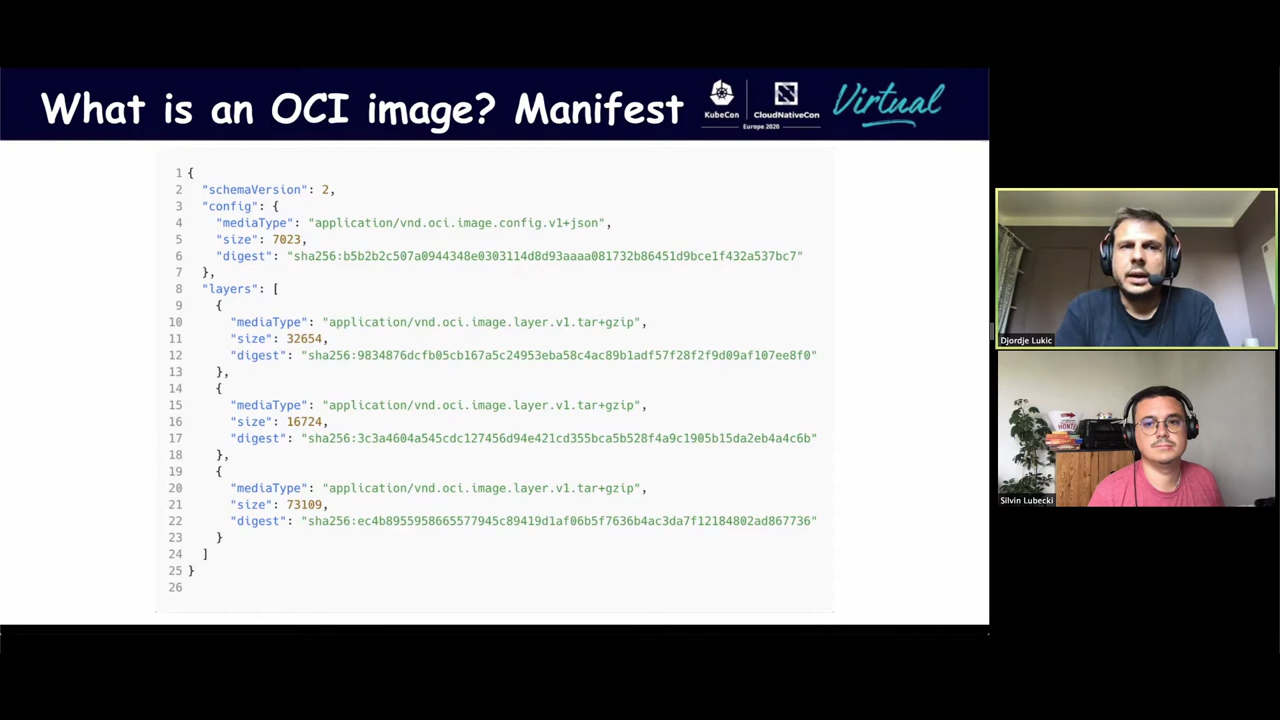 What is an OCI image? Manifest
KubeCon
CloudNativeCon
Europe 2020
Virtual
1 {
2 "schemaVersion": 2,
3 "config": {
4 "mediaType": "application/vnd.oci.image.config.v1+json",
5 "size": 7023,
6 "digest": "sha256:b5b2b2c507a0944348e0303114d8d93aaaa081732b86451d9bce1f432a537bc7"
7 },
8 "layers": [
9 {
10 "mediaType": "application/vnd.oci.image.layer.v1.tar+gzip",
11 "size": 32654,
12 "digest": "sha256:9834876dcfb05cb167a5c24953eba58c4ac89b1adf57f28f2f9d09af107ee8f0"
13 },
14 {
15 "mediaType": "application/vnd.oci.image.layer.v1.tar+gzip",
16 "size": 16724,
17 "digest": "sha256:3c3a4604a545cdc127456d94e421cd355bca5b528f4a9c1905b15da2eb4a4c6b"
18 },
19 {
20 "mediaType": "application/vnd.oci.image.layer.v1.tar+gzip",
21 "size": 73109,
22 "digest": "sha256:ec4b8955958665577945c89419d1af06b5f7636b4ac3da7f12184802ad867736"
23 }
24 ]
25 }
26
Djordje Lukic
Silvin Lubecki